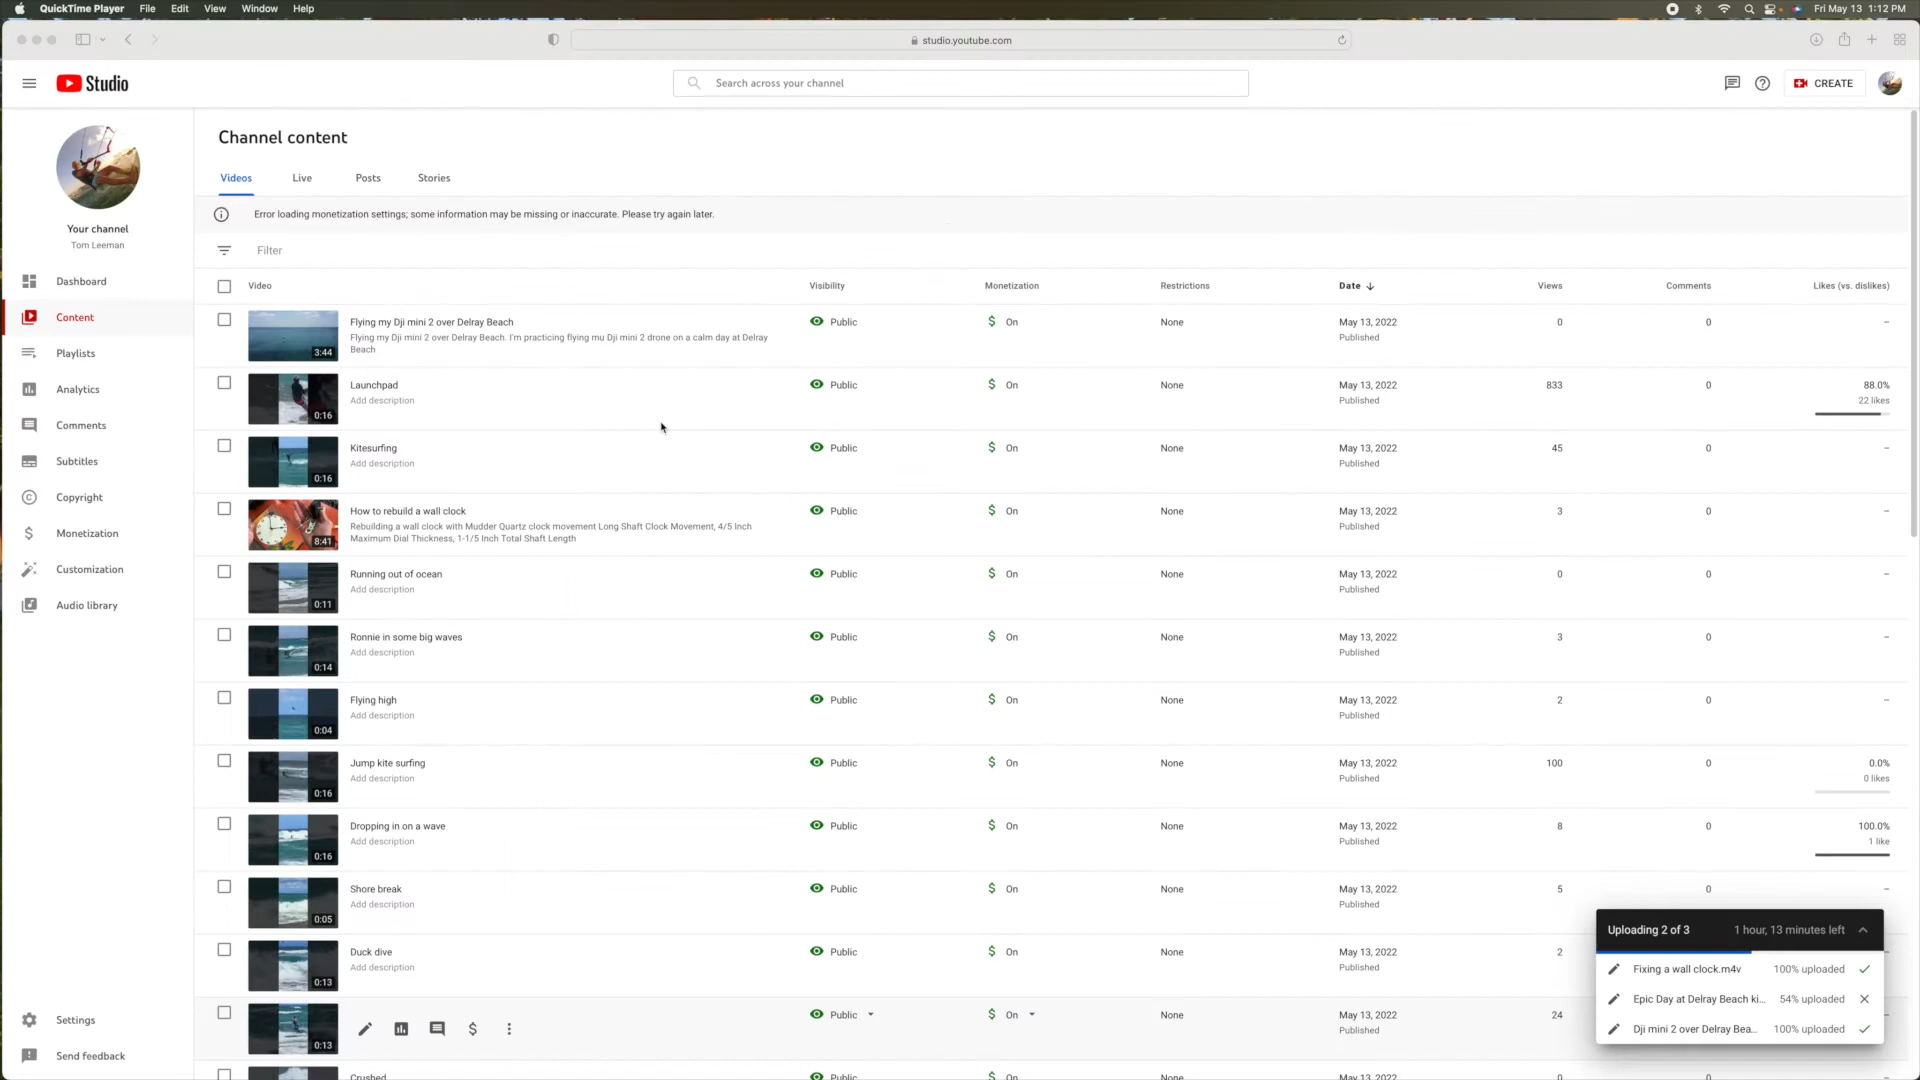 QuickTime Player File Edit View Window Help Fri May 13 1:12 PM
studio.youtube.com
Studio Search across your channel CREATE
Channel content
Videos Live Posts Stories
Error loading monetization settings; some information may be missing or inaccurate. Please try again later.
Your channel
Tom Leeman
Filter
Dashboard
Content
Playlists
Analytics
Comments
Subtitles
Copyright
Monetization
Customization
Audio library
Settings
Send feedback
Video Visibility Monetization Restrictions Date Views Comments Likes (vs. dislikes)
Flying my Dji mini 2 over Delray Beach Public $ On None May 13, 2022 0 0 –
Flying my Dji mini 2 over Delray Beach. I'm practicing flying mu Dji mini 2 drone on a calm day at Delray Published
Beach
3:44
Launchpad Public $ On None May 13, 2022 833 0 88.0%
Add description Published 22 likes
0:16
Kitesurfing Public $ On None May 13, 2022 45 0 –
Add description Published
0:16
How to rebuild a wall clock Public $ On None May 13, 2022 3 0 –
Rebuilding a wall clock with Mudder Quartz clock movement Long Shaft Clock Movement, 4/5 Inch Published
Maximum Dial Thickness, 1-1/5 Inch Total Shaft Length
8:41
Running out of ocean Public $ On None May 13, 2022 0 0 –
Add description Published
0:11
Ronnie in some big waves Public $ On None May 13, 2022 3 0 –
Add description Published
0:14
Flying high Public $ On None May 13, 2022 2 0 –
Add description Published
0:04
Jump kite surfing Public $ On None May 13, 2022 100 0 0.0%
Add description Published 0 likes
0:16
Dropping in on a wave Public $ On None May 13, 2022 8 0 100.0%
Add description Published 1 like
0:16
Shore break Public $ On None May 13, 2022 5 0 –
Add description Published
0:05
Duck dive Public $ On None May 13, 2022 2
Add description Published
0:13
Public $ On None May 13, 2022 24
Published
0:13
Crushed Public $ On None May 13, 2022 0 0 –
Uploading 2 of 3 1 hour, 13 minutes left
Fixing a wall clock.m4v 100% uploaded
Epic Day at Delray Beach ki... 54% uploaded
Dji mini 2 over Delray Bea... 100% uploaded